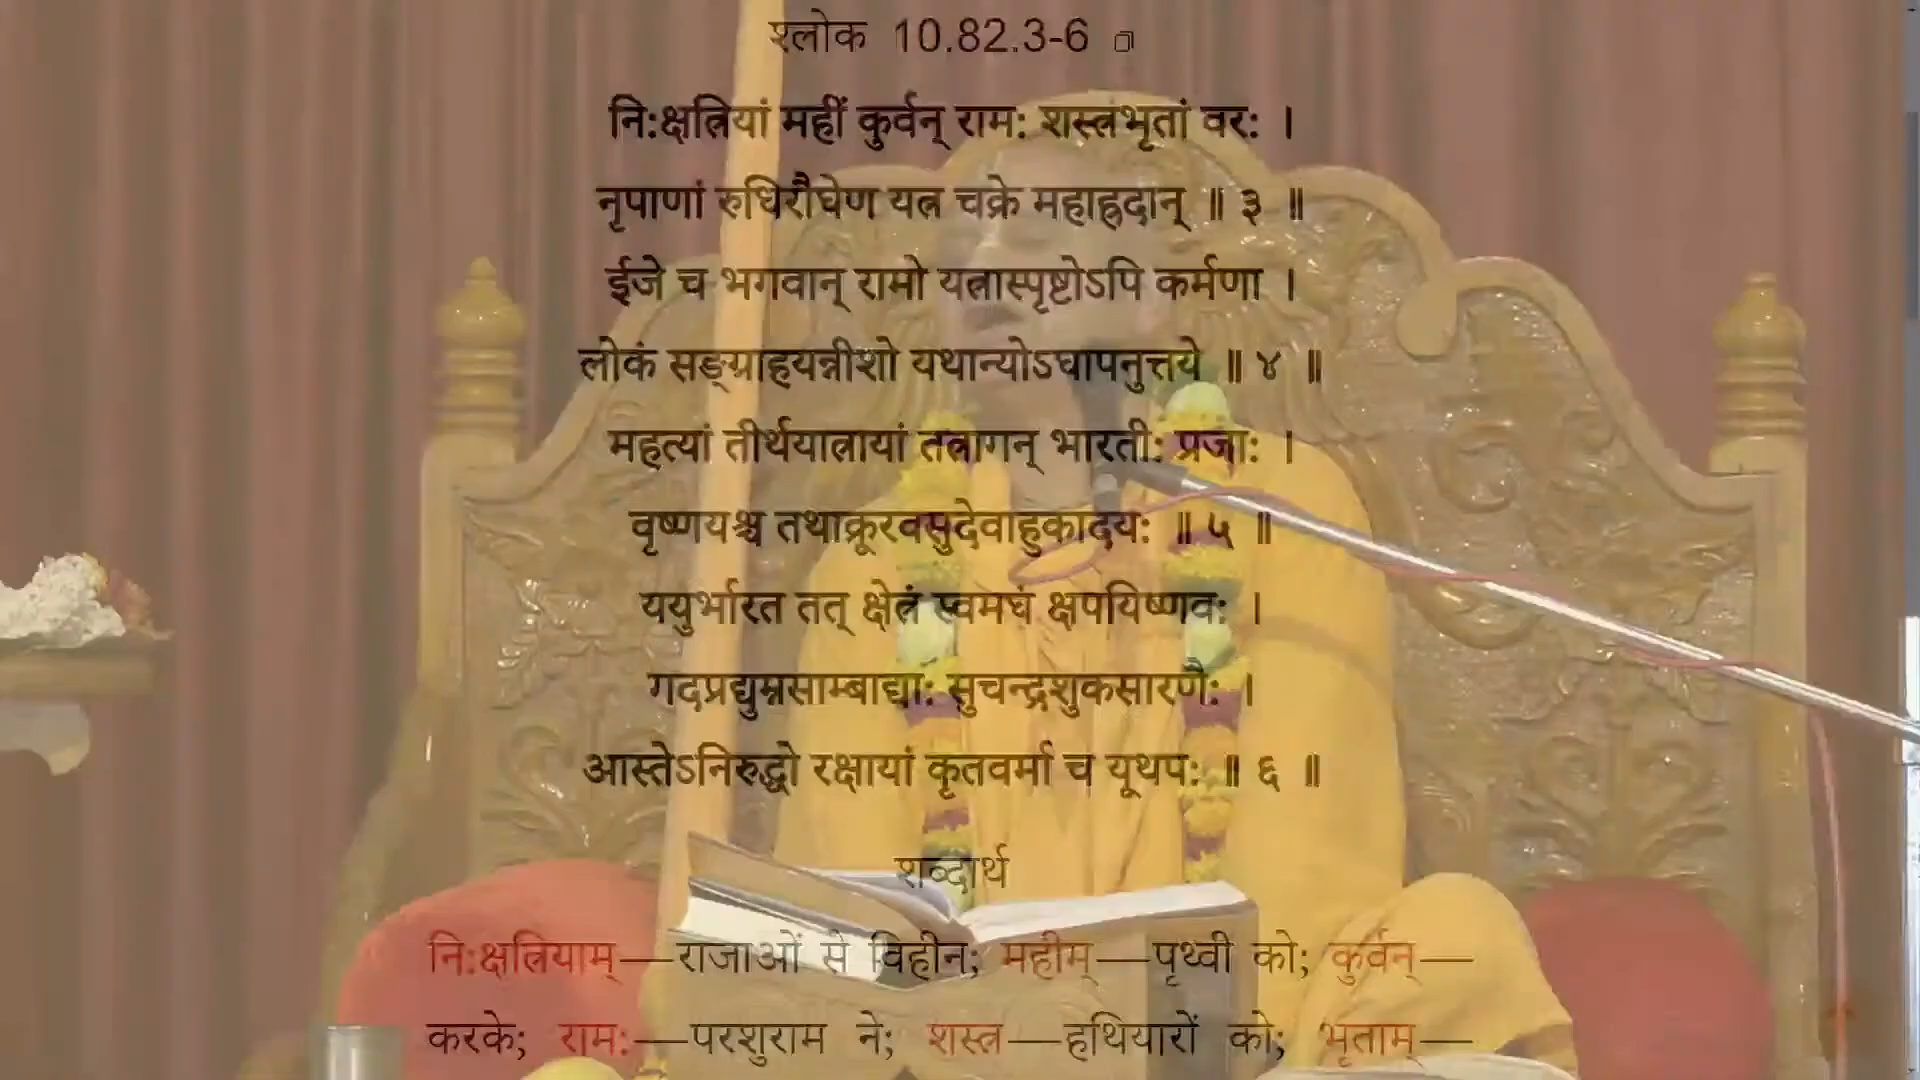 श्लोक 10.82.3-6
नि:क्षत्रियां महीं कुर्वन् राम: शस्‍त्रभृतां वर: ।
नृपाणां रुधिरौघेण यत्र चक्रे महाह्रदान् ॥ ३ ॥
ईजे च भगवान् रामो यत्रास्पृष्टोऽपि कर्मणा ।
लोकं सङ्ग्राहयन्नीशो यथान्योऽघापनुत्तये ॥ ४ ॥
महत्यां तीर्थयात्रायां तत्रागन् भारती: प्रजा: ।
वृष्णयश्च तथाक्रूरवसुदेवाहुकादय: ॥ ५ ॥
ययुर्भारत तत् क्षेत्रं स्वमघं क्षपयिष्णव: ।
गदप्रद्युम्नसाम्बाद्या: सुचन्द्रशुकसारणै: ।
आस्तेऽनिरुद्धो रक्षायां कृतवर्मा च यूथप: ॥ ६ ॥
शब्दार्थ
नि:क्षत्रियाम्—राजाओं से विहीन; महीम्—पृथ्वी को; कुर्वन्—
करके; राम:—परशुराम ने; शस्त्र—हथियारों को; भृताम्—